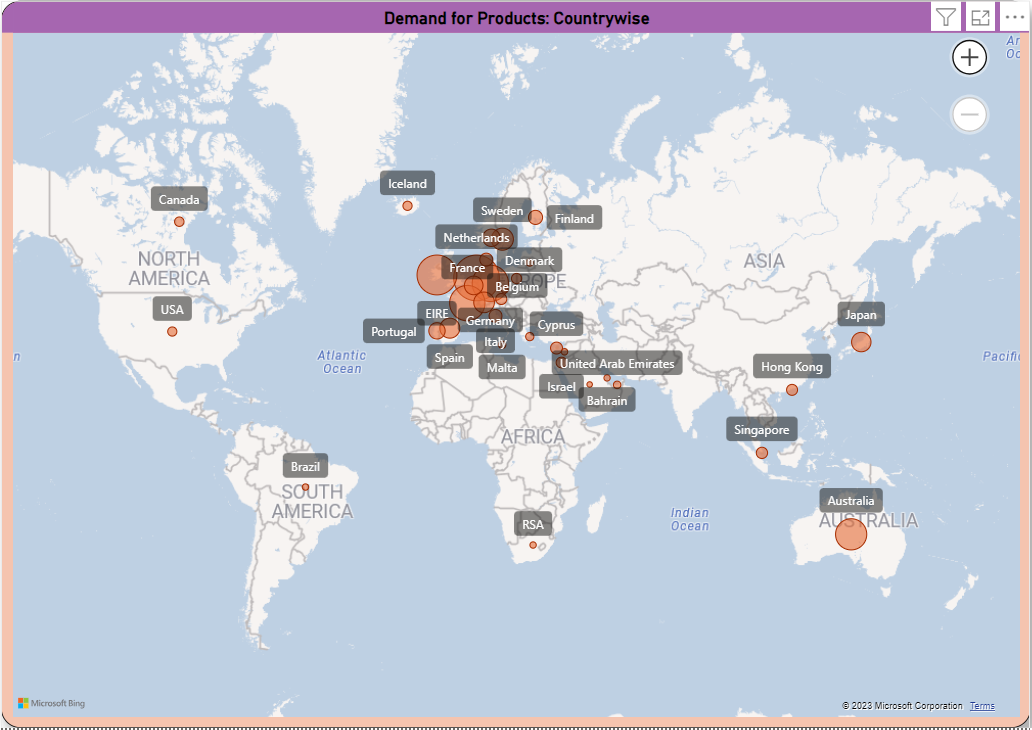 Demand for Products: Countrywise
Iceland
Canada
Sweden
Finland
Netherlands
NORTH
AMERICA
Denmark
France
ASIA
Belgium
USA
EIRE
Japan
Germany
Cyprus
Portugal
Italy
Atlantic
Ocean
Spain
Malta
United Arab Emirates
Hong Kong
Israel
Bahrain
Singapore
AFRICA
Brazil
SOUTH
AMERICA
Australia
AUSTRALIA
Indian
Ocean
RSA
Microsoft Bing
© 2023 Microsoft Corporation Terms